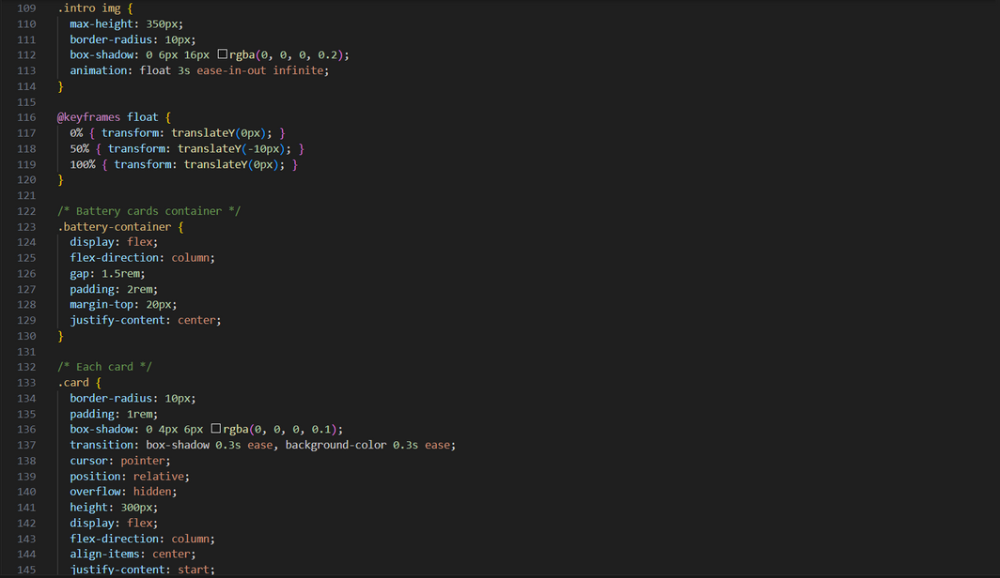 109 .intro img {
110 max-height: 350px;
111 border-radius: 10px;
112 box-shadow: 0 6px 16px rgba(0, 0, 0, 0.2);
113 animation: float 3s ease-in-out infinite;
114 }
115
116 @keyframes float {
117 0% { transform: translateY(0px); }
118 50% { transform: translateY(-10px); }
119 100% { transform: translateY(0px); }
120 }
121
122 /* Battery cards container */
123 .battery-container {
124 display: flex;
125 flex-direction: column;
126 gap: 1.5rem;
127 padding: 2rem;
128 margin-top: 20px;
129 justify-content: center;
130 }
131
132 /* Each card */
133 .card {
134 border-radius: 10px;
135 padding: 1rem;
136 box-shadow: 0 4px 6px rgba(0, 0, 0, 0.1);
137 transition: box-shadow 0.3s ease, background-color 0.3s ease;
138 cursor: pointer;
139 position: relative;
140 overflow: hidden;
141 height: 300px;
142 display: flex;
143 flex-direction: column;
144 align-items: center;
145 justify-content: start;